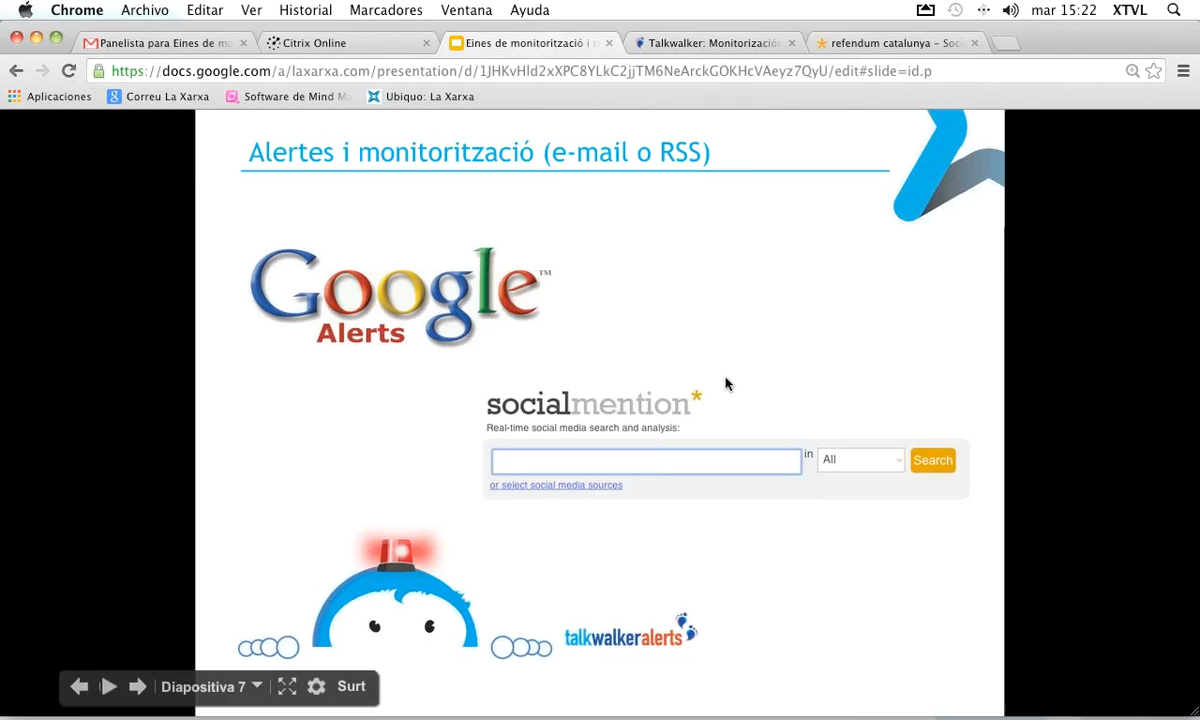 Chrome Archivo Editar Ver Historial Marcadores Ventana Ayuda mar 15:22 XTVL
Panelista para Eines de mo
Citrix Online
Eines de monitorització i
Talkwalker: Monitorizació
refendum catalunya – Soc
https://docs.google.com/a/laxarxa.com/presentation/d/1JHKvHld2xXPC8YLkC2jjTM6NeArckGOKHcVAeyz7QyU/edit#slide=id.p
Aplicaciones Correu La Xarxa Software de Mind Ma Ubiquo: La Xarxa
Alertes i monitorització (e-mail o RSS)
Google™
Alerts
socialmention*
Real-time social media search and analysis:
in All Search
or select social media sources
talkwalkeralerts
Diapositiva 7 Surt